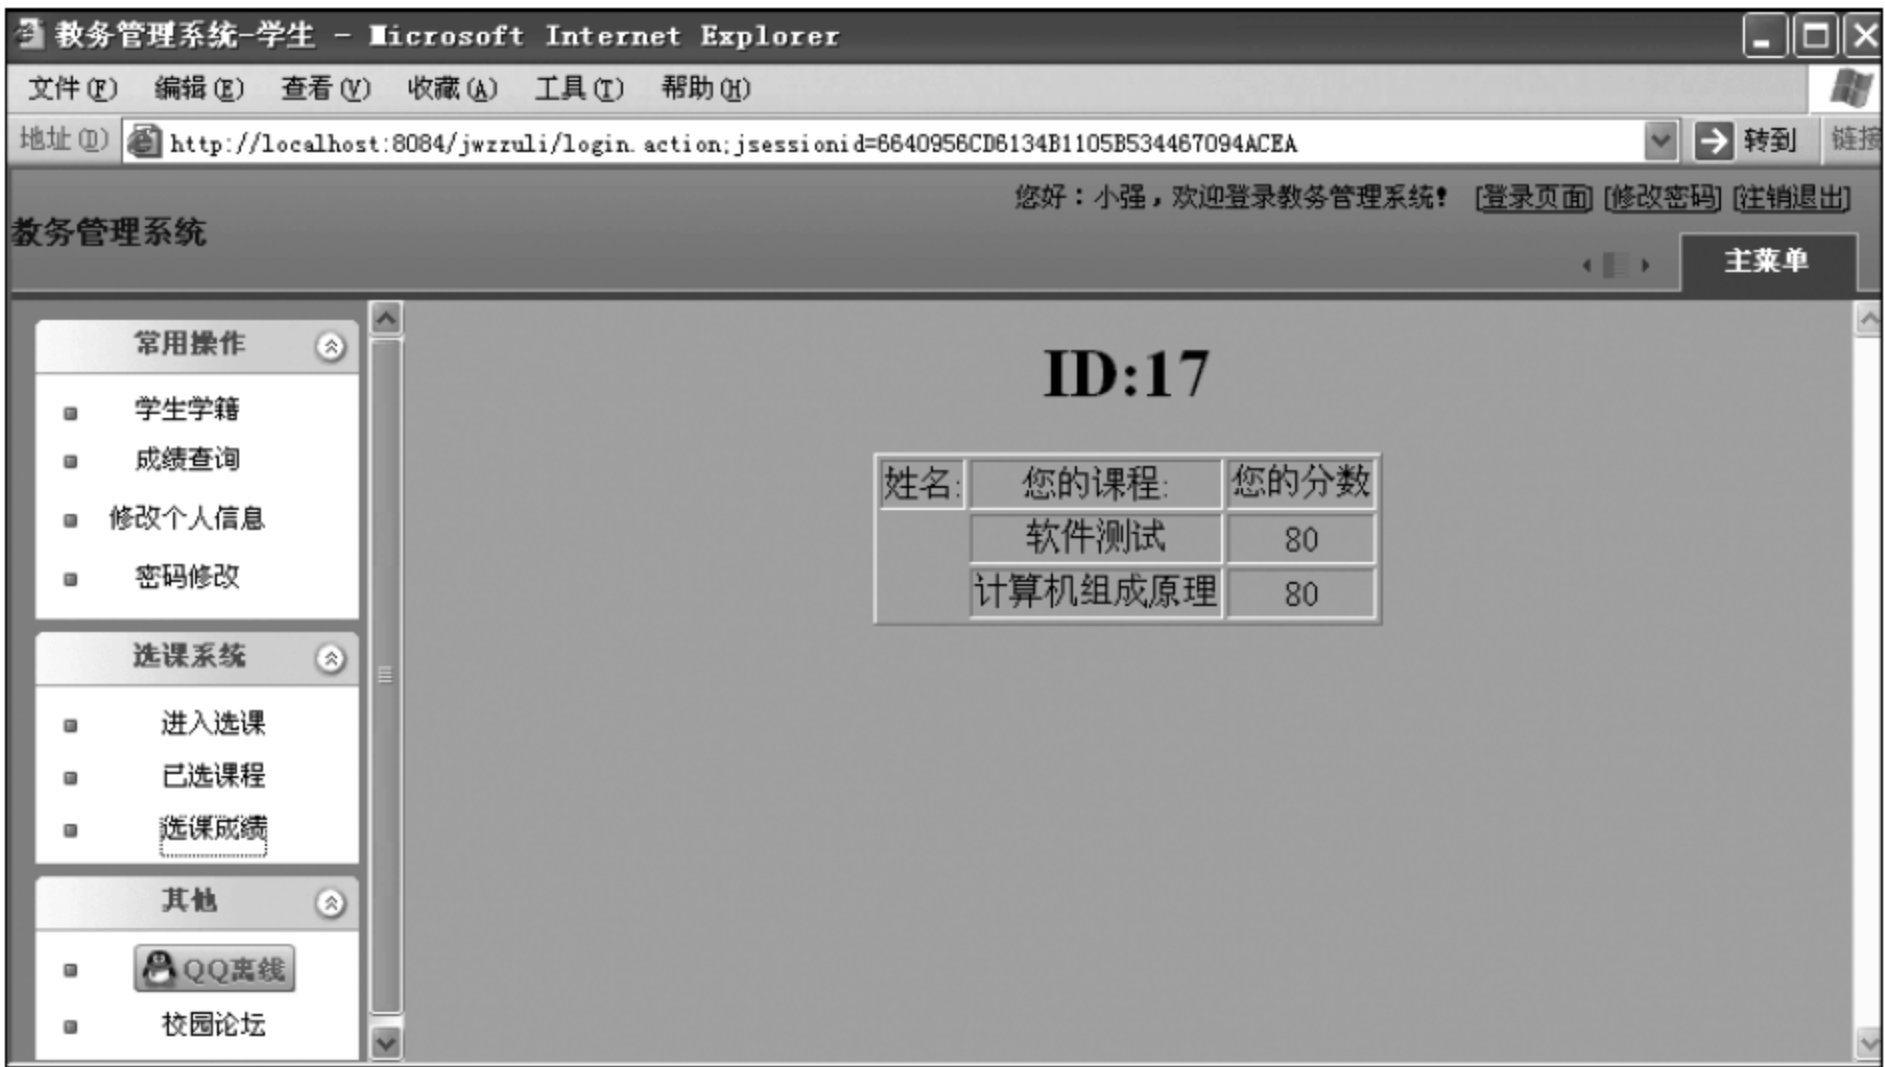 教务管理系统-学生 - Microsoft Internet Explorer
文件(F) 编辑(E) 查看(V) 收藏(A) 工具(T) 帮助(H)
地址(D) http://localhost:8084/jwzzuli/login.action;jsessionid=6640956CD6134B1105B534467094ACEA 转到 链接
您好：小强，欢迎登录教务管理系统！ [登录页面] [修改密码] [注销退出]
教务管理系统
主菜单
常用操作
学生学籍
成绩查询
修改个人信息
密码修改
选课系统
进入选课
已选课程
选课成绩
其他
QQ离线
校园论坛
ID:17
姓名: 您的课程: 您的分数
软件测试 80
计算机组成原理 80